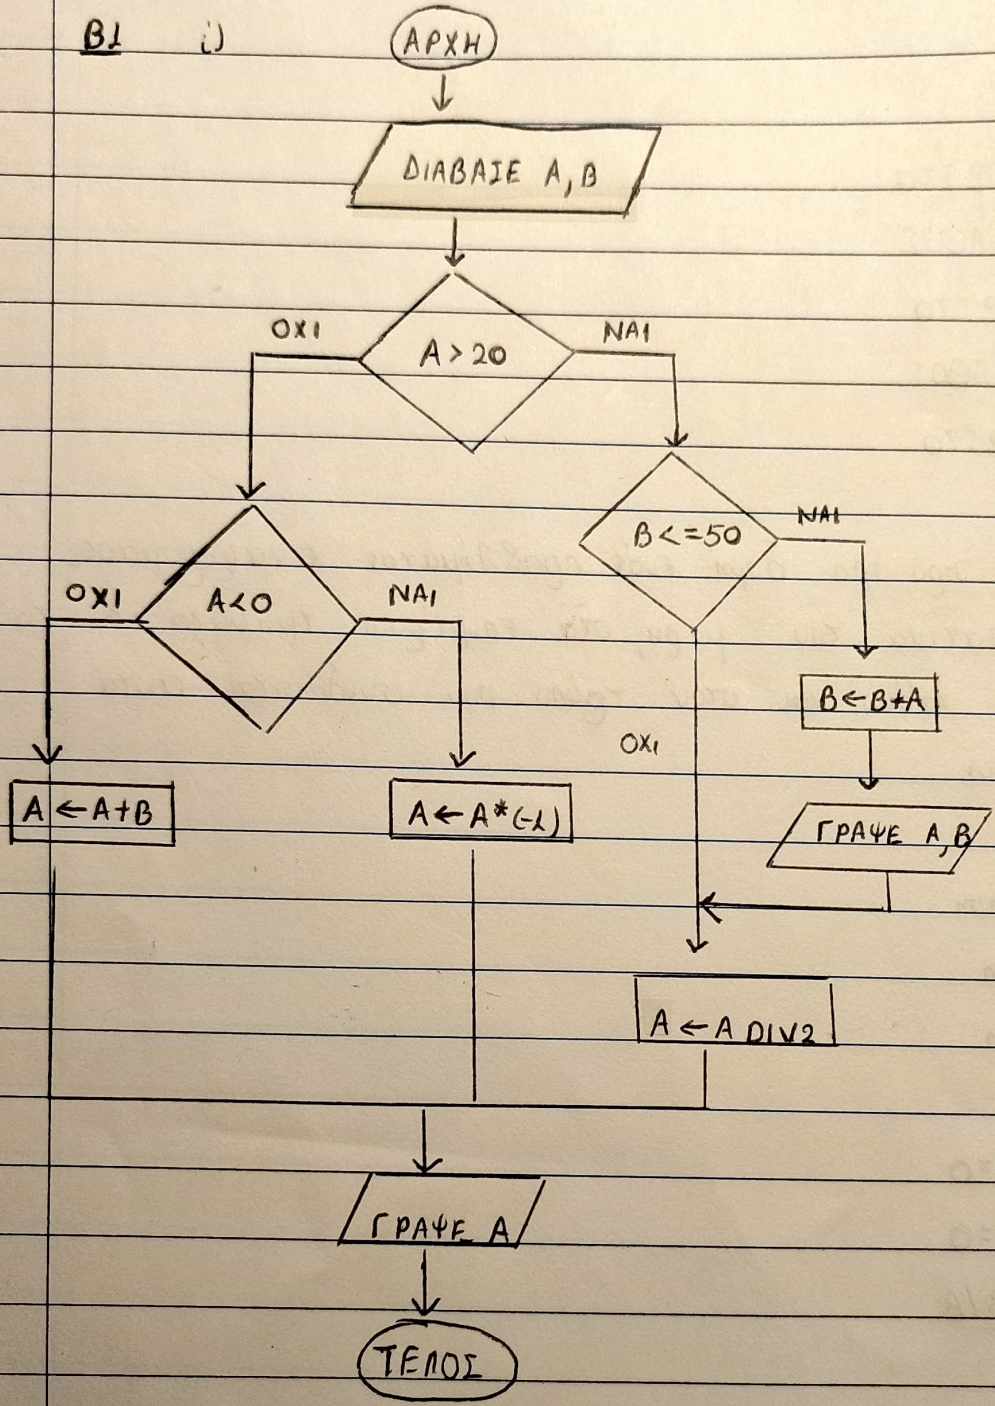 Β1 i)
ΑΡΧΗ
ΔΙΑΒΑΣΕ Α, Β
ΟΧΙ
ΝΑΙ
Α > 20
ΝΑΙ
Β <= 50
ΟΧΙ
Α < 0
ΝΑΙ
Β ← Β + Α
ΟΧΙ
Α ← Α + Β
Α ← Α * (-1)
ΓΡΑΨΕ Α, Β
Α ← Α DIV 2
ΓΡΑΨΕ Α
ΤΕΛΟΣ